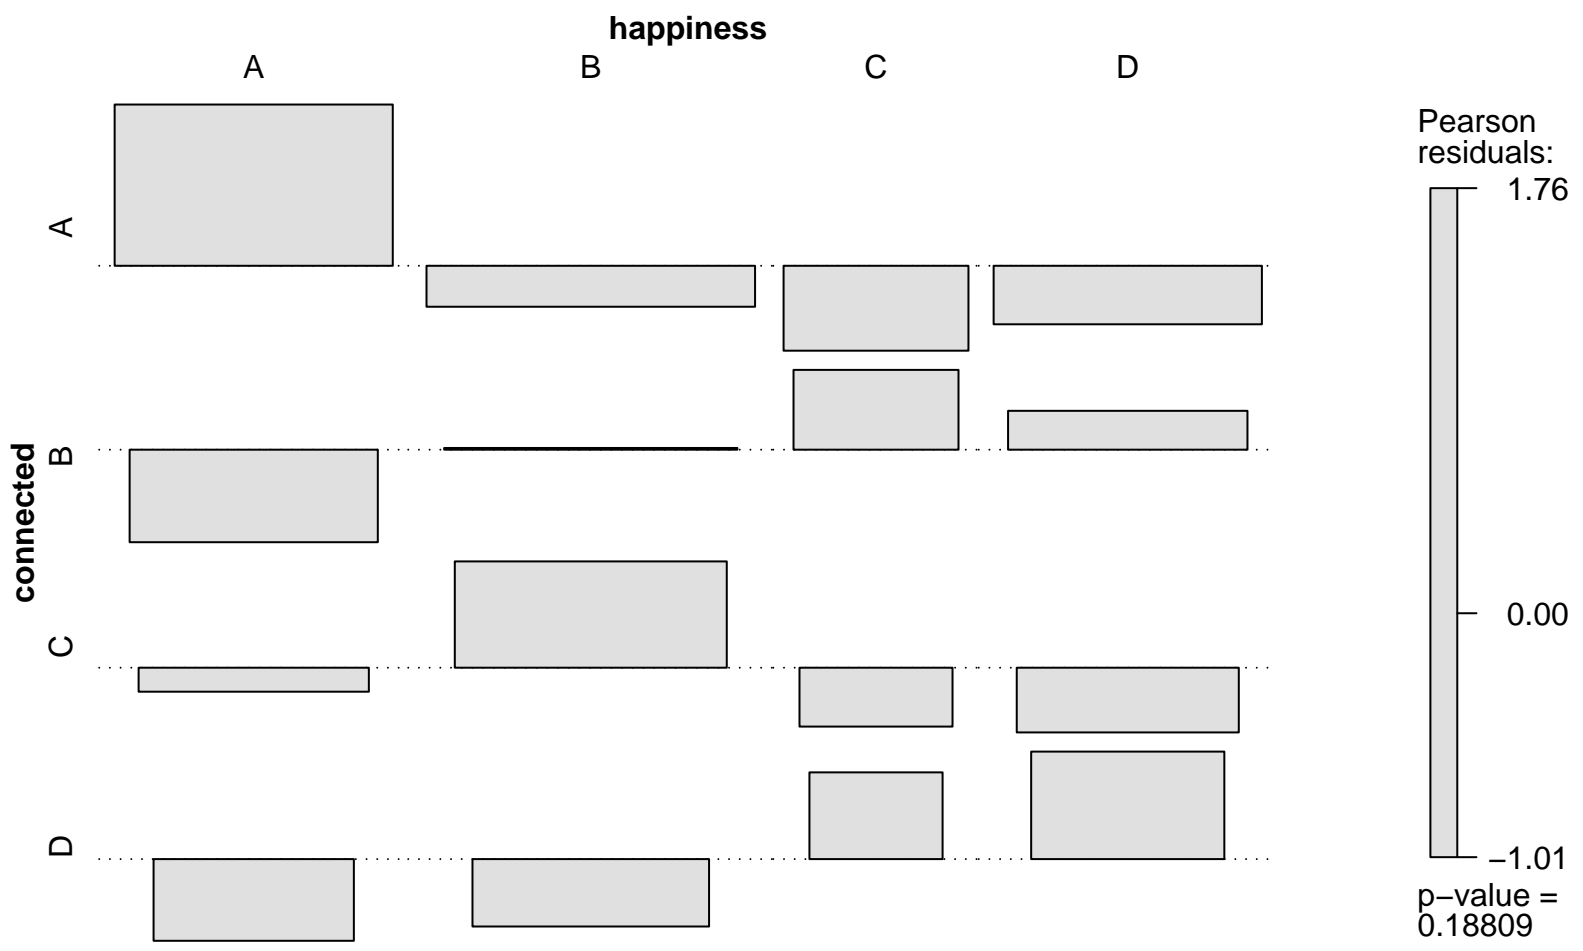 happiness
A B C D
Pearson
residuals:
1.76
A
connected
B
0.00
C
D
−1.01
p−value =
0.18809